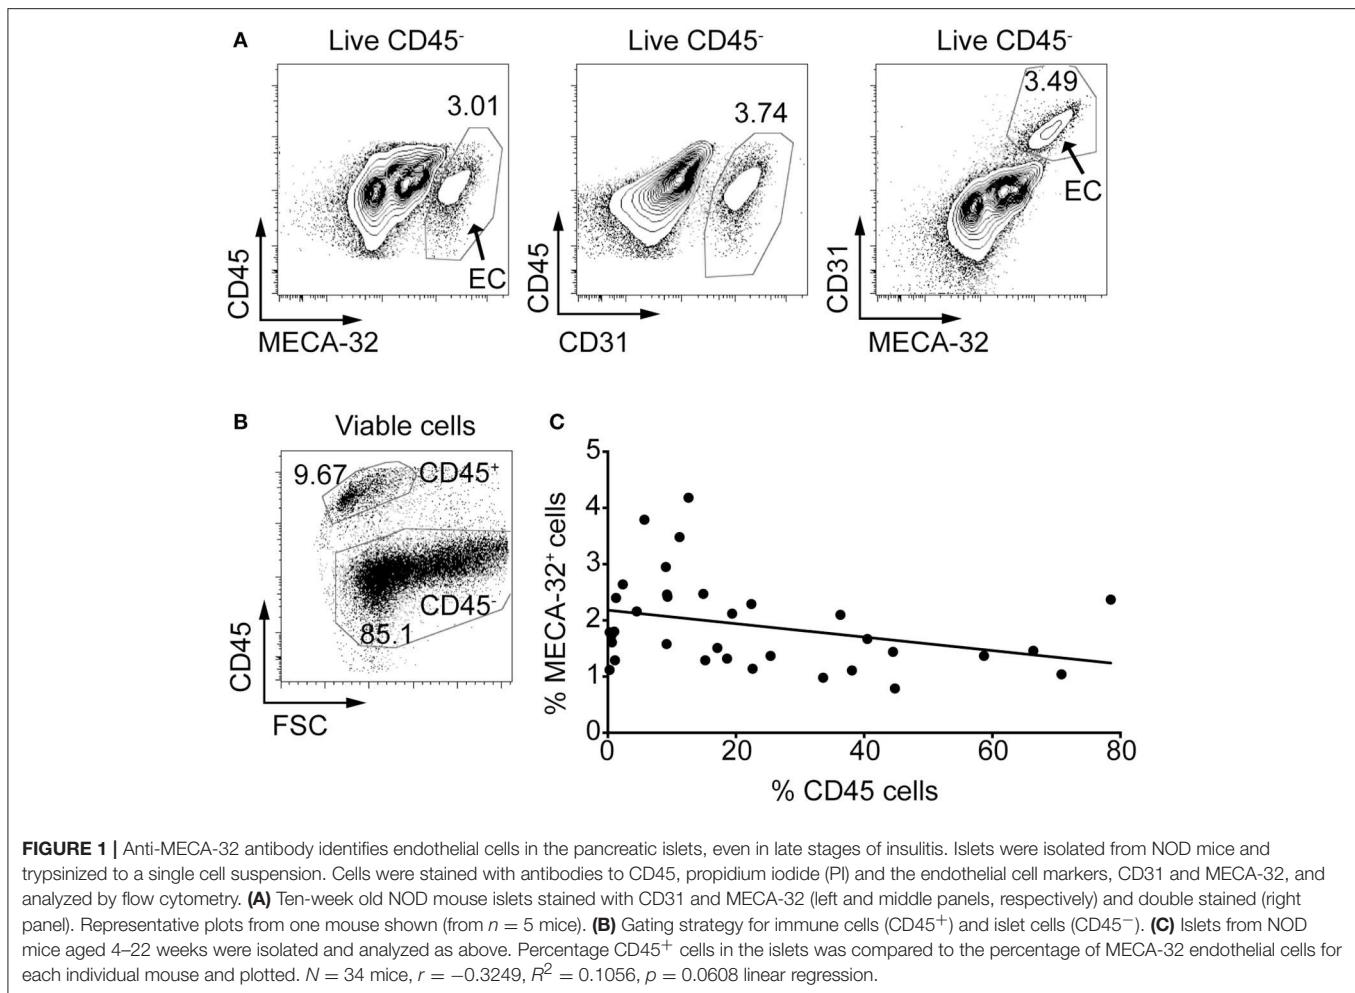 A
Live CD45-
Live CD45-
Live CD45-
3.01
3.74
3.49
EC
EC
CD45
CD45
CD31
MECA-32
CD31
MECA-32
B
Viable cells
9.67
CD45+
CD45-
85.1
CD45
FSC
C
5
4
3
2
1
0
% MECA-32+ cells
0 20 40 60 80
% CD45 cells
FIGURE 1 | Anti-MECA-32 antibody identifies endothelial cells in the pancreatic islets, even in late stages of insulitis. Islets were isolated from NOD mice and
trypsinized to a single cell suspension. Cells were stained with antibodies to CD45, propidium iodide (PI) and the endothelial cell markers, CD31 and MECA-32, and
analyzed by flow cytometry. (A) Ten-week old NOD mouse islets stained with CD31 and MECA-32 (left and middle panels, respectively) and double stained (right
panel). Representative plots from one mouse shown (from n = 5 mice). (B) Gating strategy for immune cells (CD45+) and islet cells (CD45−). (C) Islets from NOD
mice aged 4–22 weeks were isolated and analyzed as above. Percentage CD45+ cells in the islets was compared to the percentage of MECA-32 endothelial cells for
each individual mouse and plotted. N = 34 mice, r = −0.3249, R2 = 0.1056, p = 0.0608 linear regression.